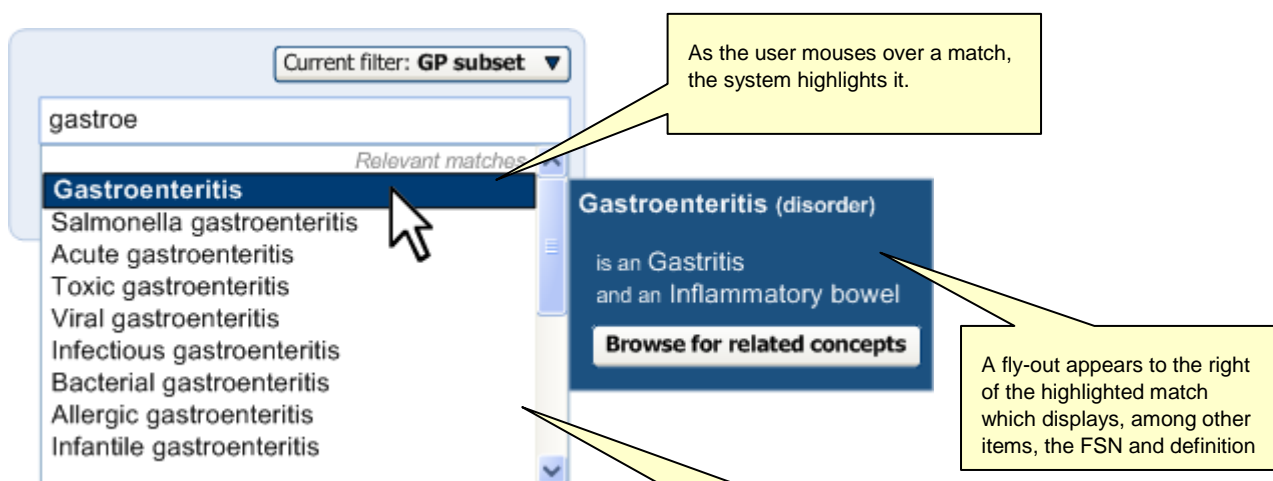 Current filter: GP subset
As the user mouses over a match,
the system highlights it.
gastroe
Relevant matches
Gastroenteritis
Salmonella gastroenteritis
Acute gastroenteritis
Toxic gastroenteritis
Viral gastroenteritis
Infectious gastroenteritis
Bacterial gastroenteritis
Allergic gastroenteritis
Infantile gastroenteritis
Gastroenteritis (disorder)
is an Gastritis
and an Inflammatory bowel
Browse for related concepts
A fly-out appears to the right
of the highlighted match
which displays, among other
items, the FSN and definition